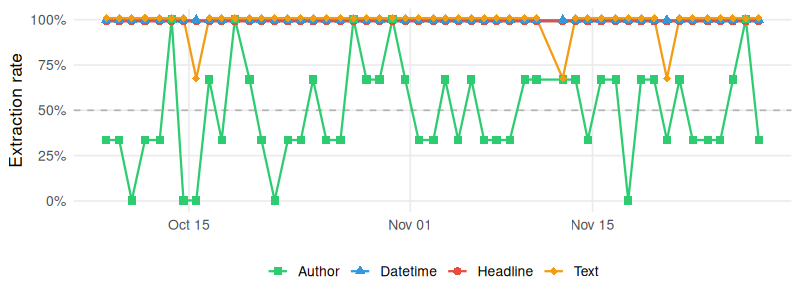 Extraction rate
100%
75%
50%
25%
0%
Oct 15 Nov 01 Nov 15
Author Datetime Headline Text